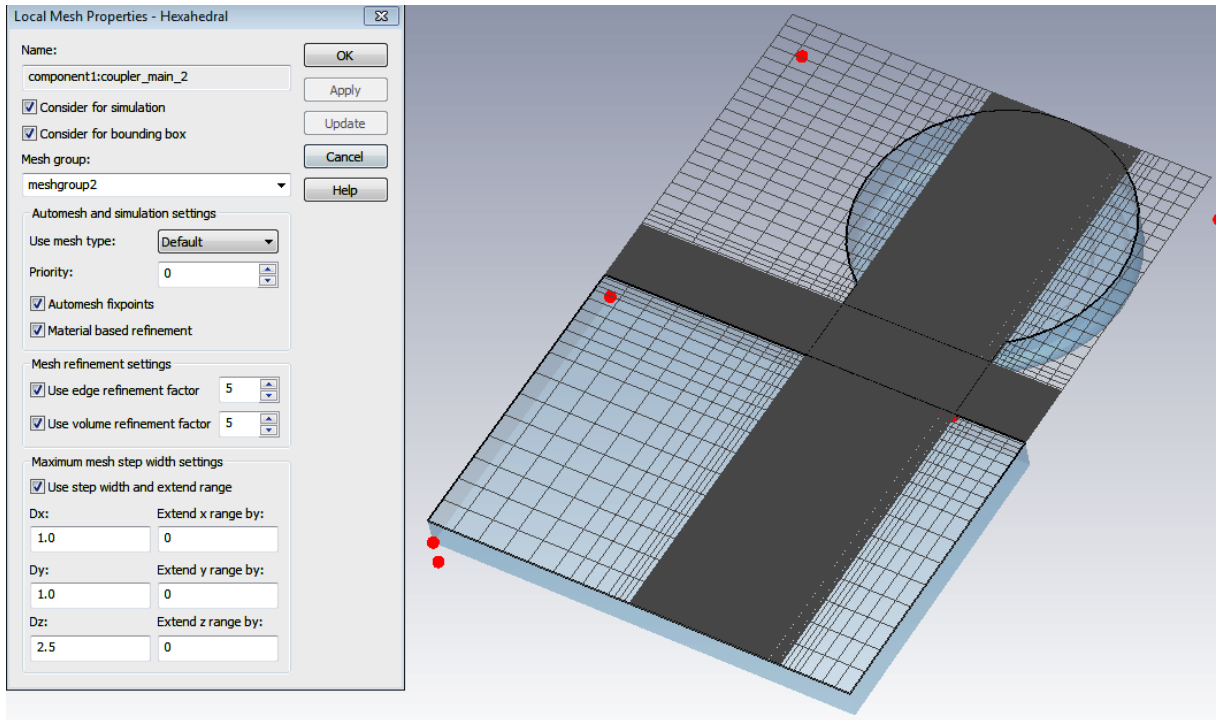 Local Mesh Properties - Hexahedral
Name:
component1:coupler_main_2
Consider for simulation
Consider for bounding box
Mesh group:
meshgroup2
OK
Apply
Update
Cancel
Help
Automesh and simulation settings
Use mesh type: Default
Priority: 0
Automesh fixpoints
Material based refinement
Mesh refinement settings
Use edge refinement factor 5
Use volume refinement factor 5
Maximum mesh step width settings
Use step width and extend range
Dx: Extend x range by:
1.0 0
Dy: Extend y range by:
1.0 0
Dz: Extend z range by:
2.5 0